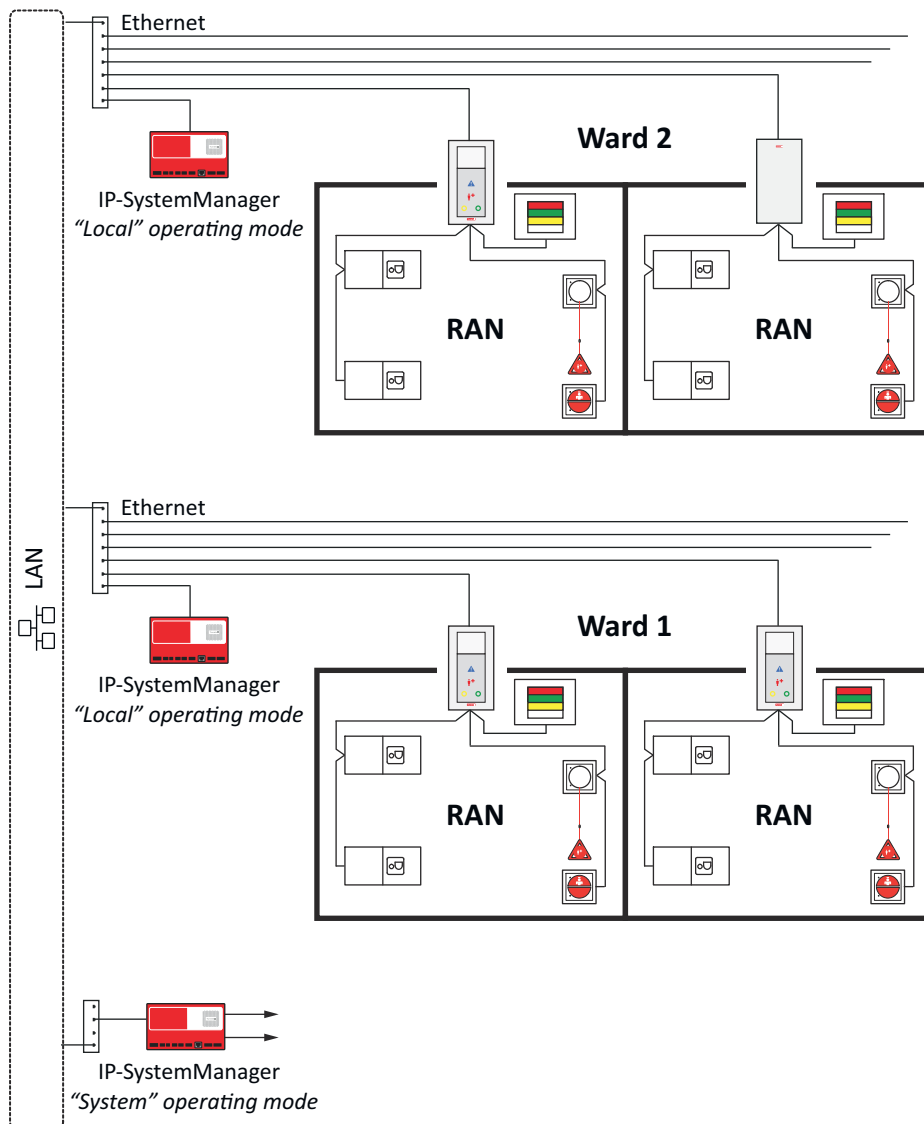 Ethernet
Ward 2
IP-SystemManager
“Local” operating mode
RAN
RAN
Ethernet
LAN
Ward 1
IP-SystemManager
“Local” operating mode
RAN
RAN
IP-SystemManager
“System” operating mode